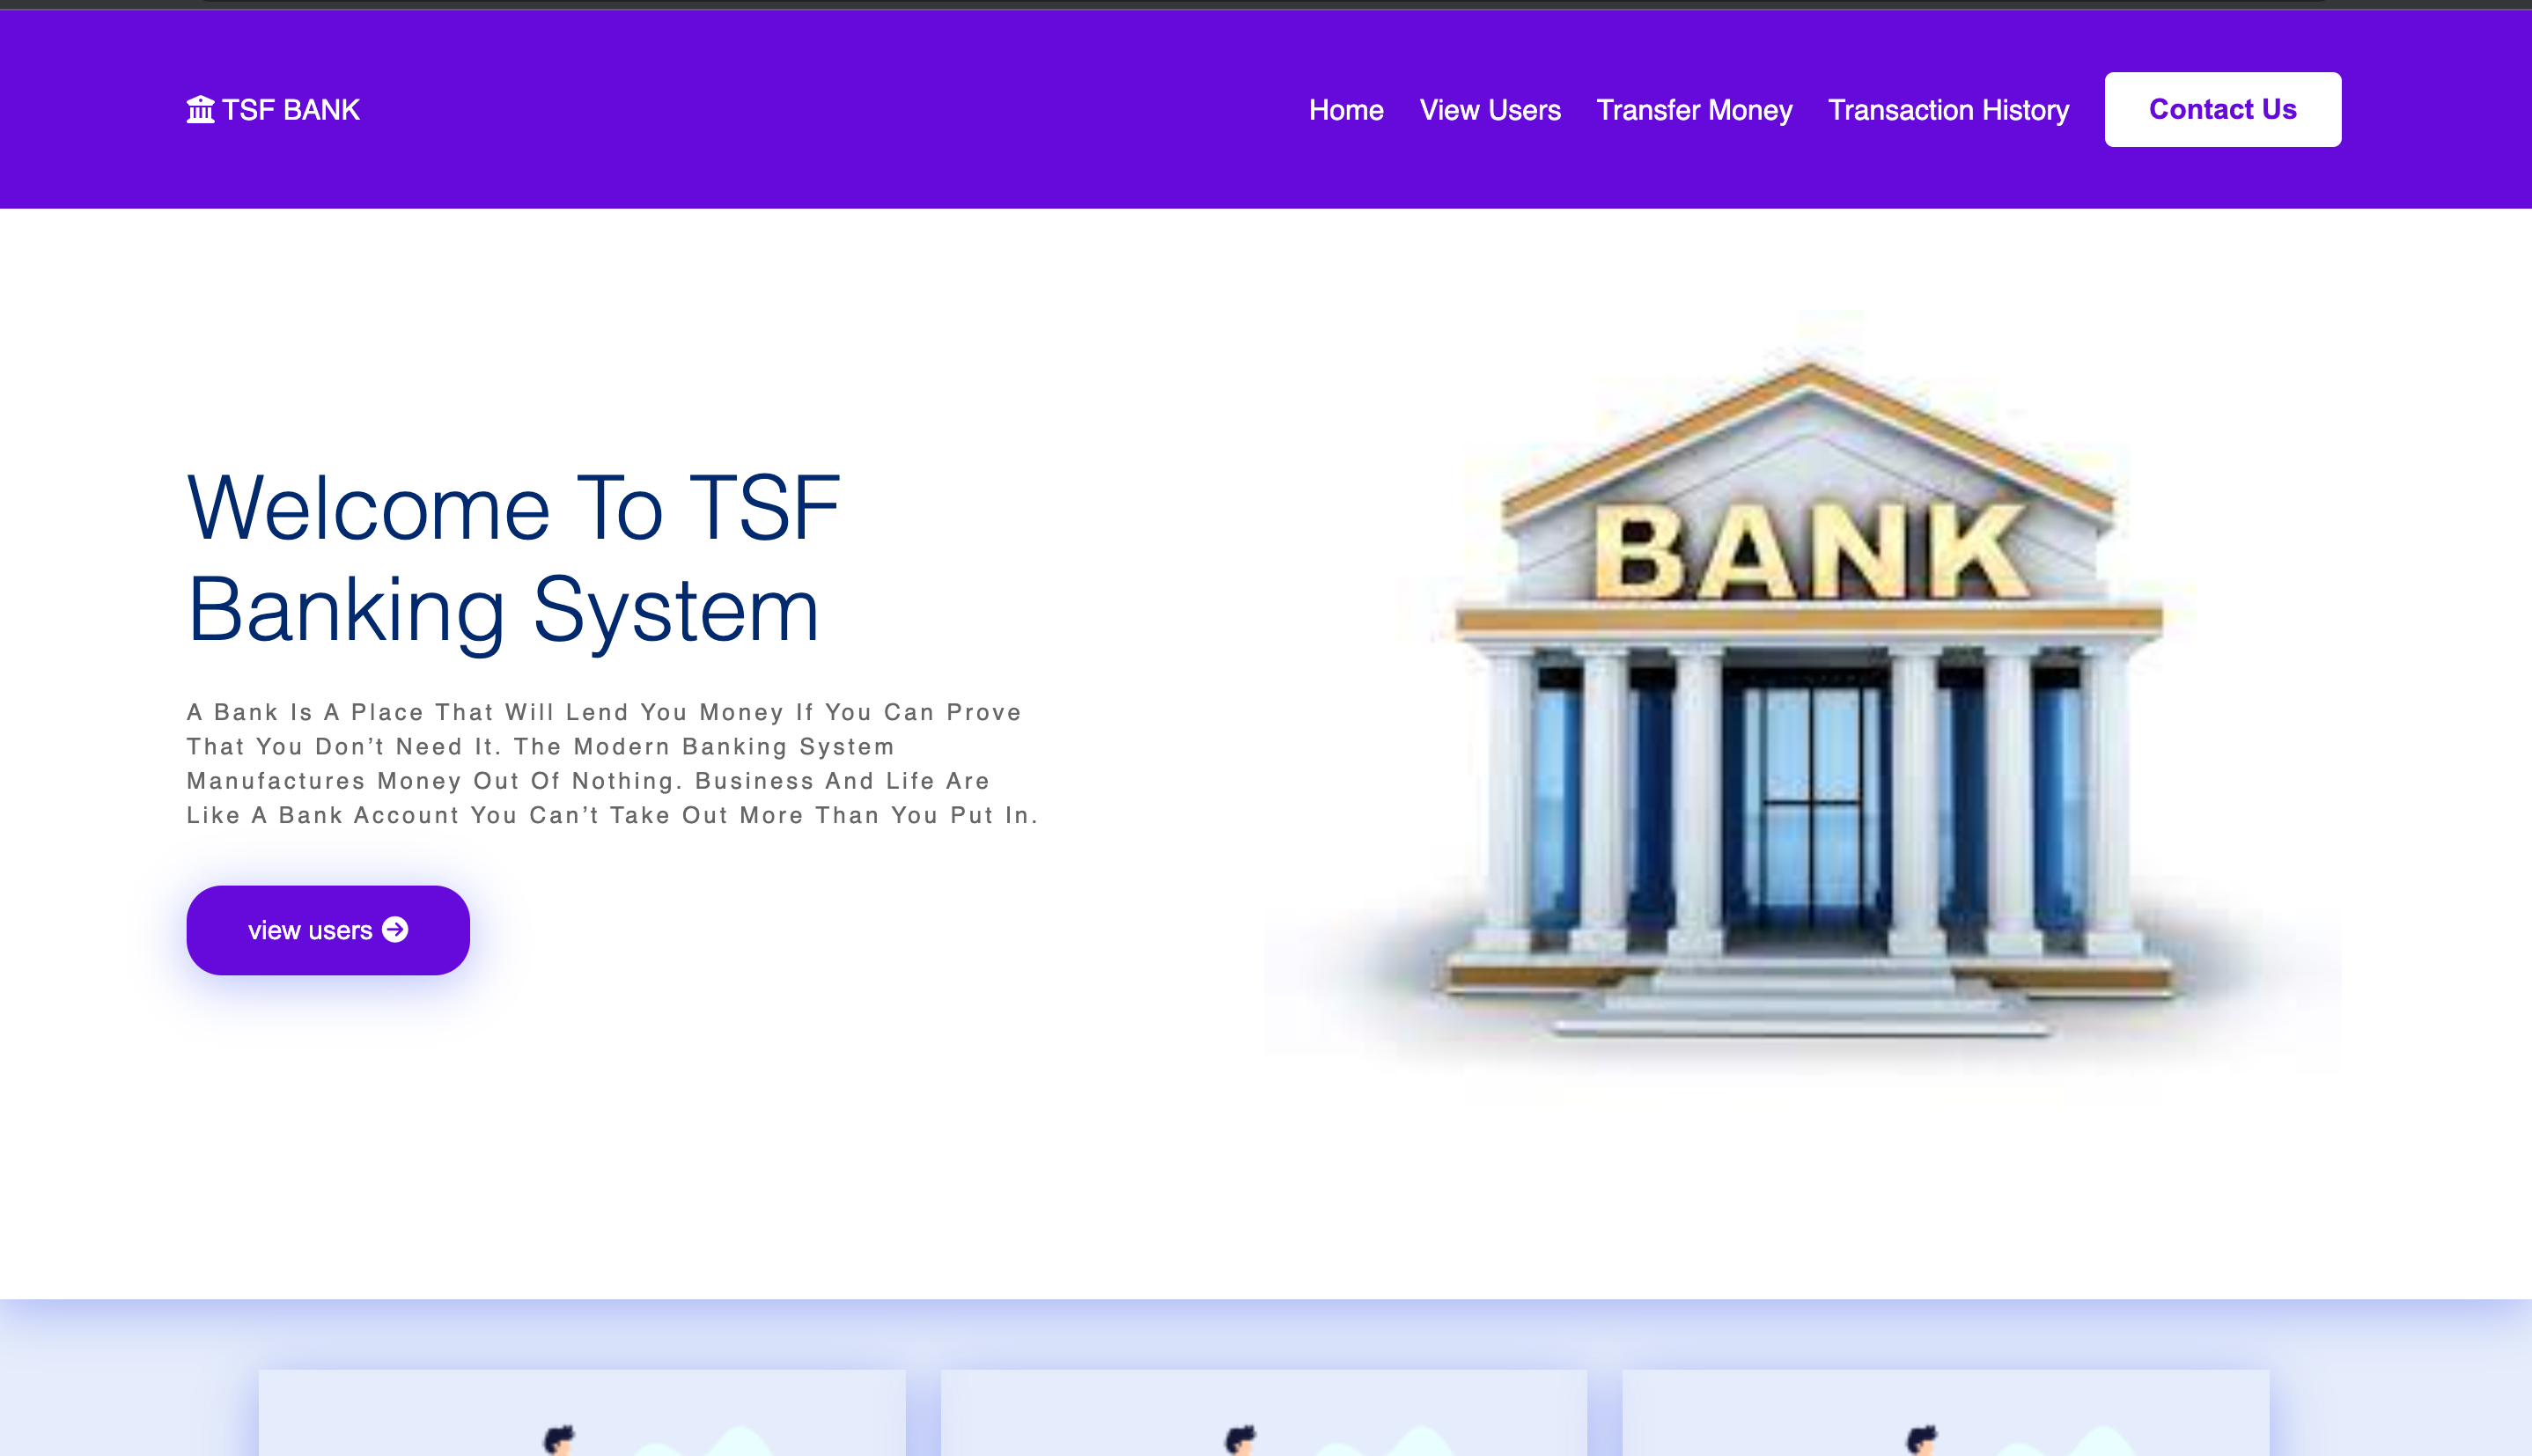 TSF BANK
Home View Users Transfer Money Transaction History Contact Us
Welcome To TSF
Banking System
BANK
A Bank Is A Place That Will Lend You Money If You Can Prove
That You Don’t Need It. The Modern Banking System
Manufactures Money Out Of Nothing. Business And Life Are
Like A Bank Account You Can’t Take Out More Than You Put In.
view users